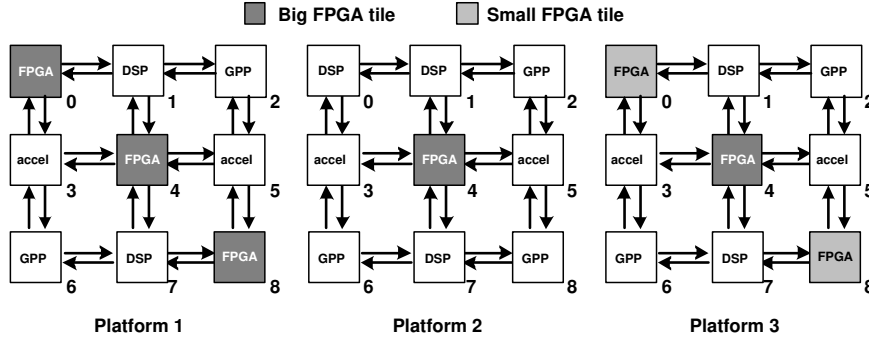 Big FPGA tile Small FPGA tile
FPGA DSP GPP DSP DSP GPP FPGA DSP GPP
0 1 2 0 1 2 0 1 2
accel FPGA accel accel FPGA accel accel FPGA accel
3 4 5 3 4 5 3 4 5
GPP DSP FPGA GPP DSP GPP GPP DSP FPGA
6 7 8 6 7 8 6 7 8
Platform 1 Platform 2 Platform 3